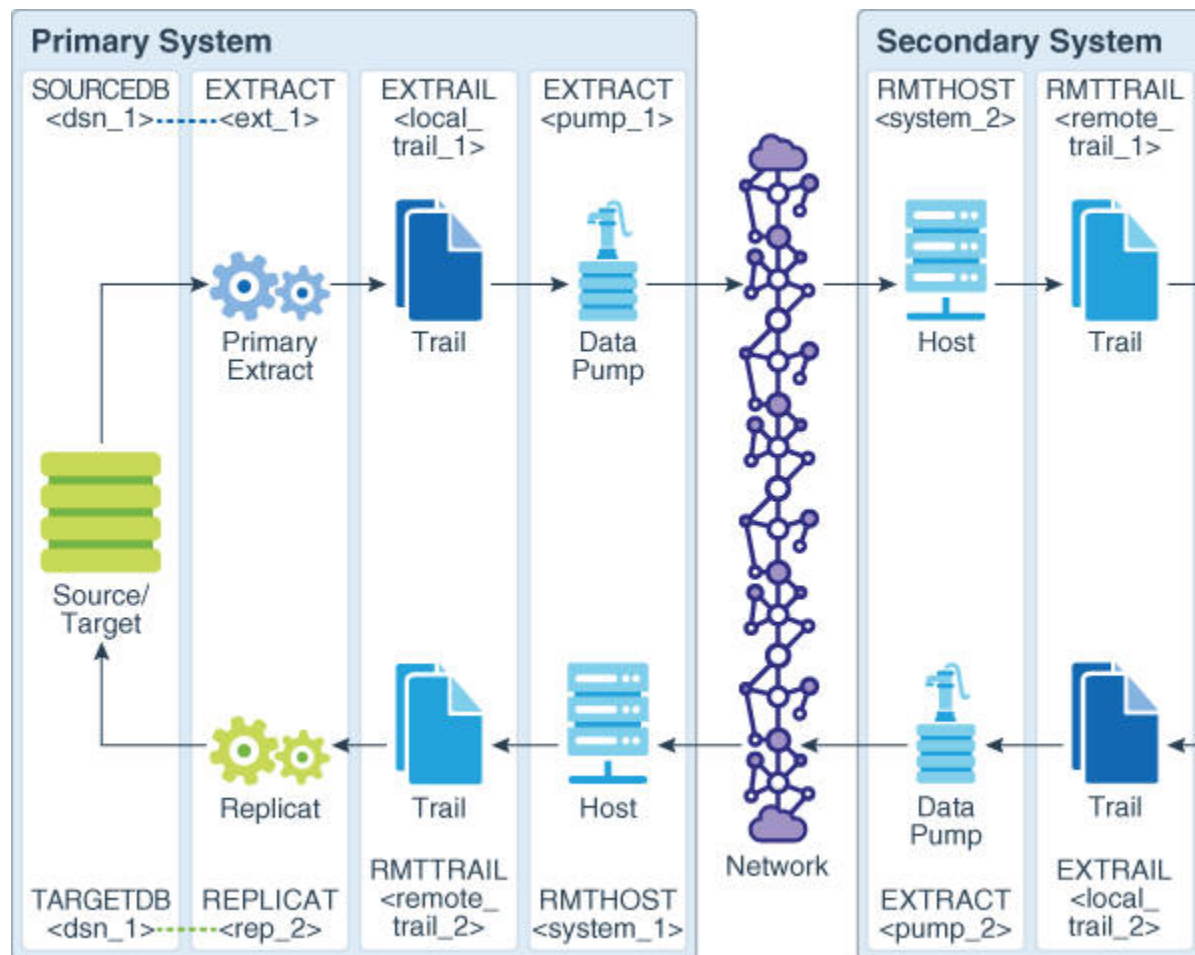 Primary System
Secondary System
SOURCEDB
<dsn_1>
EXTRACT
<ext_1>
EXTRAIL
<local_
trail_1>
EXTRACT
<pump_1>
RMTHOST
<system_2>
RMTTRAIL
<remote_
trail_1>
Primary
Extract
Trail
Data
Pump
Host
Trail
Source/
Target
Replicat
Trail
Host
Network
Data
Pump
Trail
TARGETDB
<dsn_1>
REPLICAT
<rep_2>
RMTTRAIL
<remote_
trail_2>
RMTHOST
<system_1>
EXTRACT
<pump_2>
EXTRAIL
<local_
trail_2>